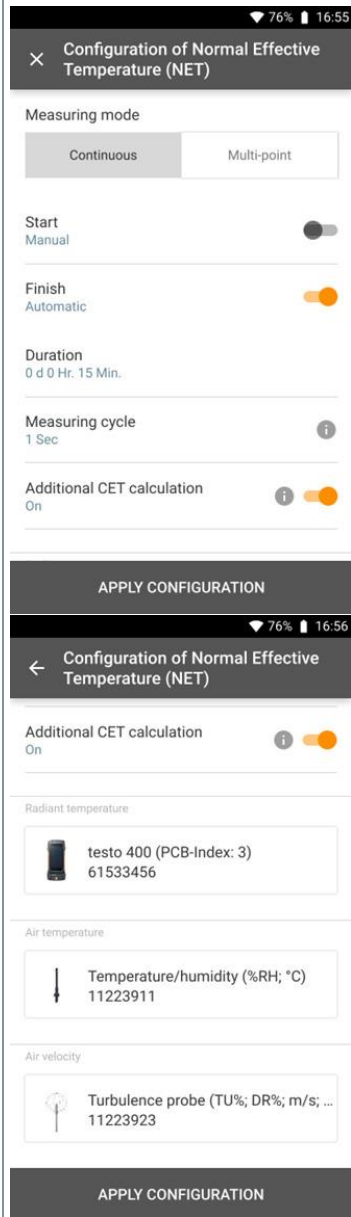 76% 16:55
Configuration of Normal Effective
Temperature (NET)
Measuring mode
Continuous
Multi-point
Start
Manual
Finish
Automatic
Duration
0 d 0 Hr. 15 Min.
Measuring cycle
1 Sec
Additional CET calculation
On
APPLY CONFIGURATION
76% 16:56
Configuration of Normal Effective
Temperature (NET)
Additional CET calculation
On
Radiant temperature
testo 400 (PCB-Index: 3)
61533456
Air temperature
Temperature/humidity (%RH; °C)
11223911
Air velocity
Turbulence probe (TU%; DR%; m/s; ...
11223923
APPLY CONFIGURATION